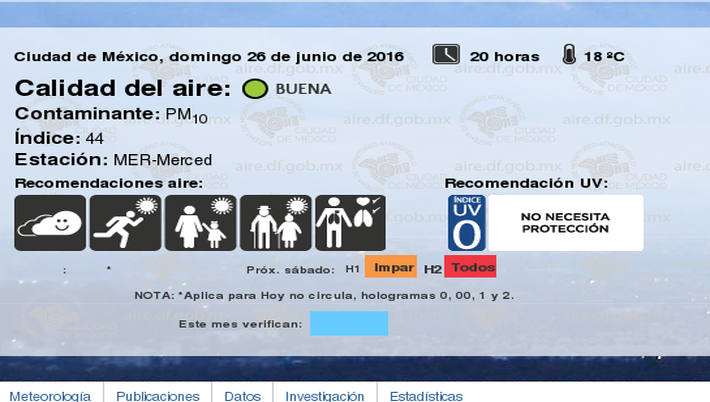 Ciudad de México, domingo 26 de junio de 2016 20 horas 18 ºC
Calidad del aire: BUENA
Contaminante: PM10
Índice: 44
Estación: MER-Merced
Recomendaciones aire: Recomendación UV:
ÍNDICE UV 0 NO NECESITA PROTECCIÓN
: * Próx. sábado: H1 Impar H2 Todos
NOTA: *Aplica para Hoy no circula, hologramas 0, 00, 1 y 2.
Este mes verifican:
Meteorología Publicaciones Datos Investigación Estadísticas